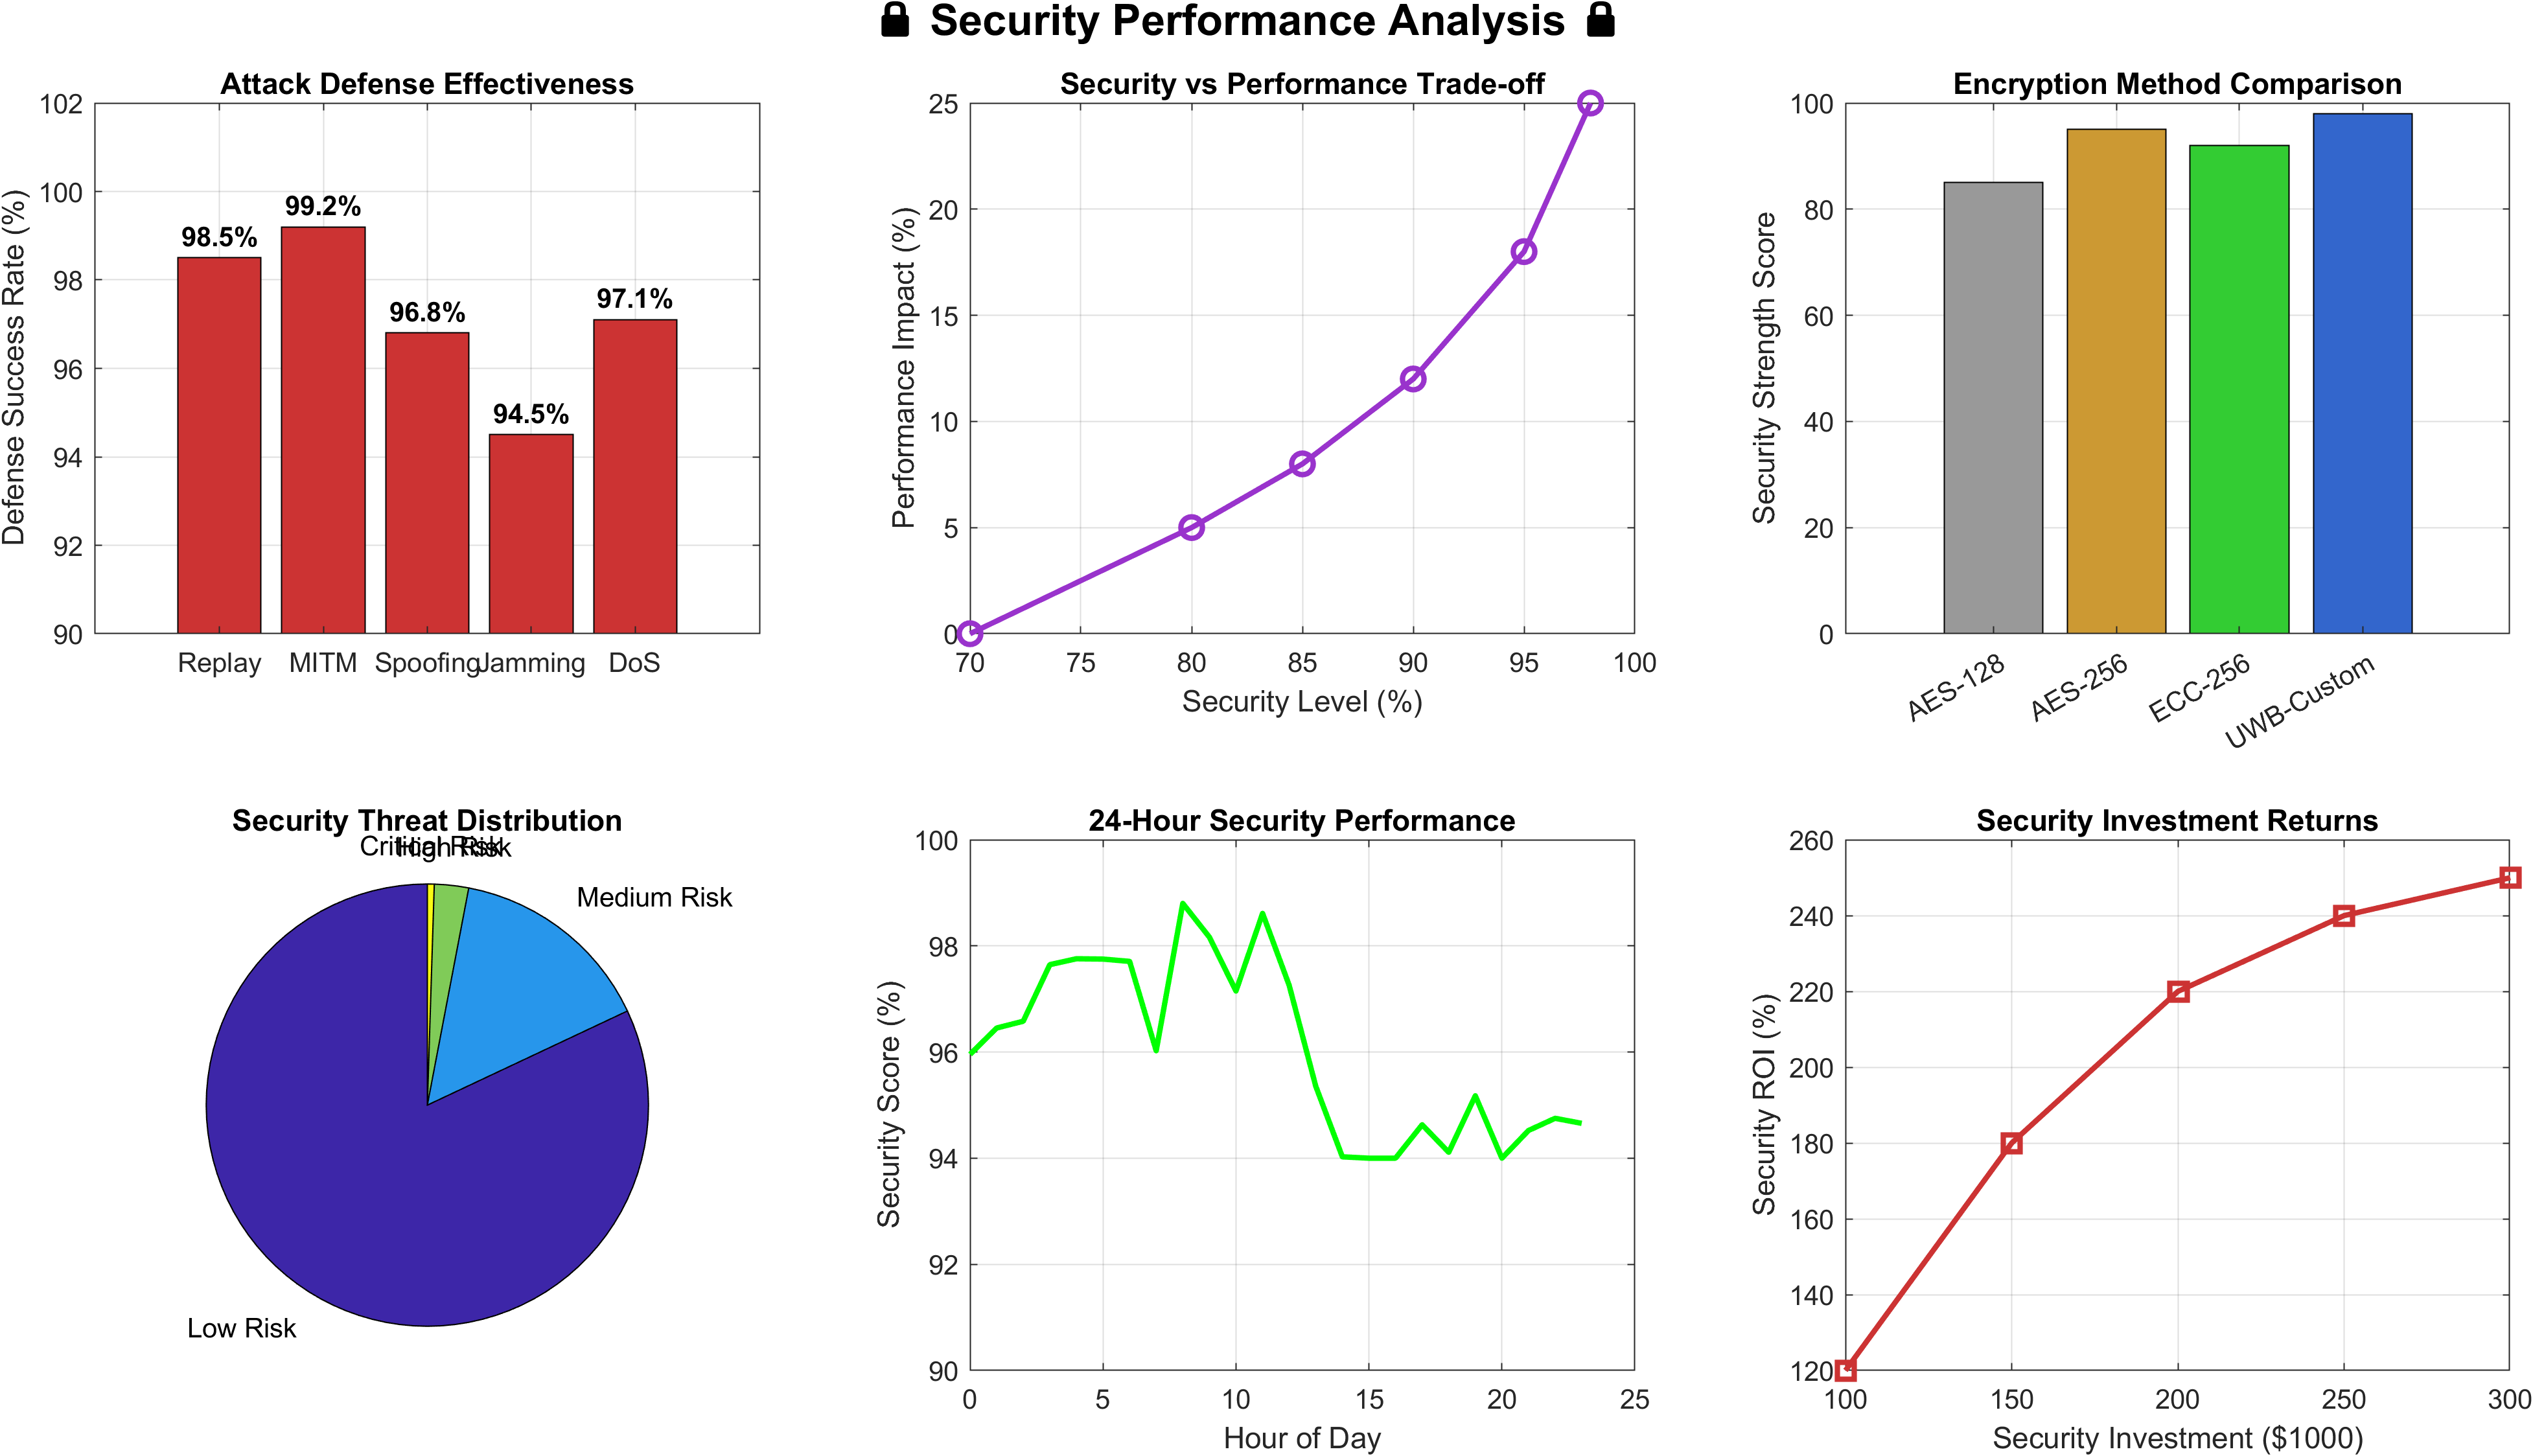 🔒 Security Performance Analysis 🔒
Attack Defense Effectiveness
Defense Success Rate (%)
102
100
98
96
94
92
90
98.5%
99.2%
96.8%
94.5%
97.1%
Replay MITM Spoofing Jamming DoS
Security vs Performance Trade-off
Performance Impact (%)
25
20
15
10
5
0
70 75 80 85 90 95 100
Security Level (%)
Encryption Method Comparison
Security Strength Score
100
80
60
40
20
0
AES-128
AES-256
ECC-256
UWB-Custom
Security Threat Distribution
Critical Risk
High Risk
Medium Risk
Low Risk
24-Hour Security Performance
Security Score (%)
100
98
96
94
92
90
0 5 10 15 20 25
Hour of Day
Security Investment Returns
Security ROI (%)
260
240
220
200
180
160
140
120
100 150 200 250 300
Security Investment ($1000)